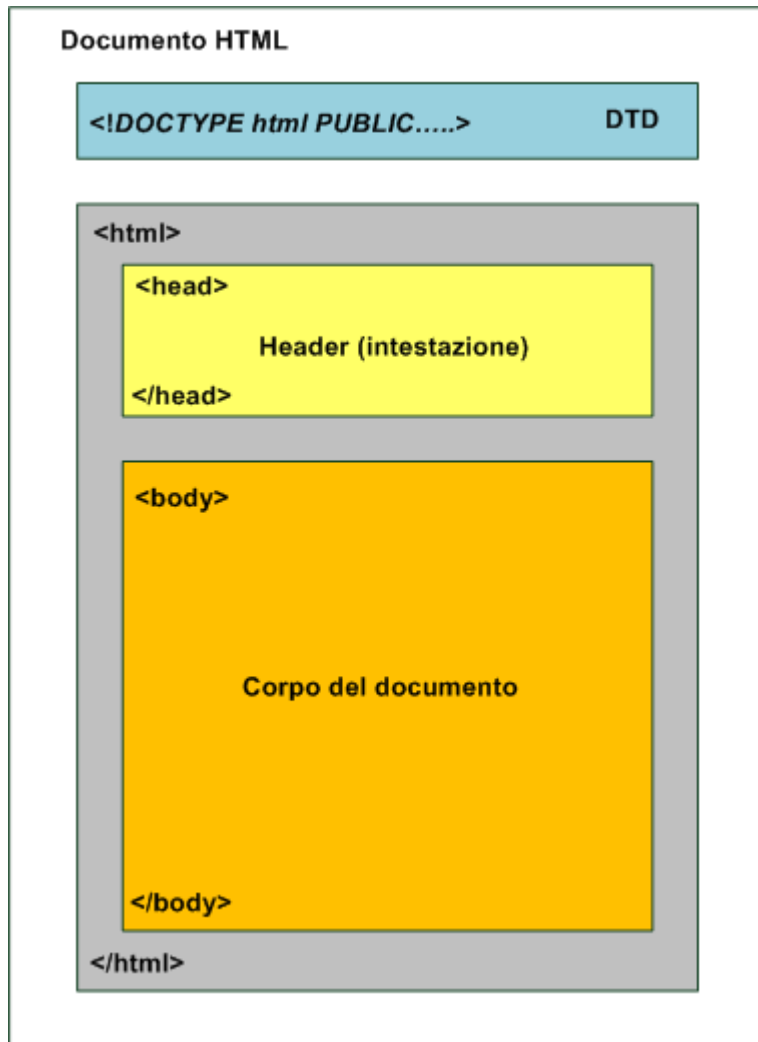 Documento HTML
<!DOCTYPE html PUBLIC.....> DTD
<html>
<head>
Header (intestazione)
</head>
<body>
Corpo del documento
</body>
</html>